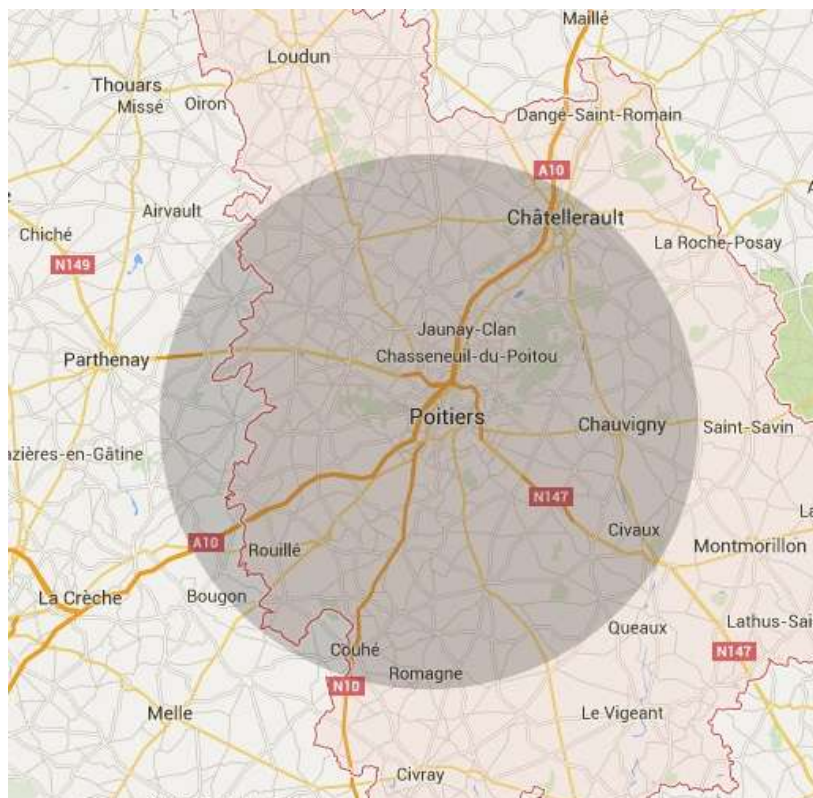 Maillé
Loudun
Thouars
Missé
Oiron
Dangé-Saint-Romain
A10
Airvault
Châtellerault
Chiché
La Roche-Posay
N149
Jaunay-Clan
Parthenay
Chasseneuil-du-Poitou
Poitiers
Chauvigny
Saint-Savin
azières-en-Gâtine
N147
Civaux
A10
Rouillé
Montmorillon
La Crèche
Bougon
Queaux
Lathus-Sai
Couhé
N147
Romagne
N10
Melle
Le Vigeant
Civray